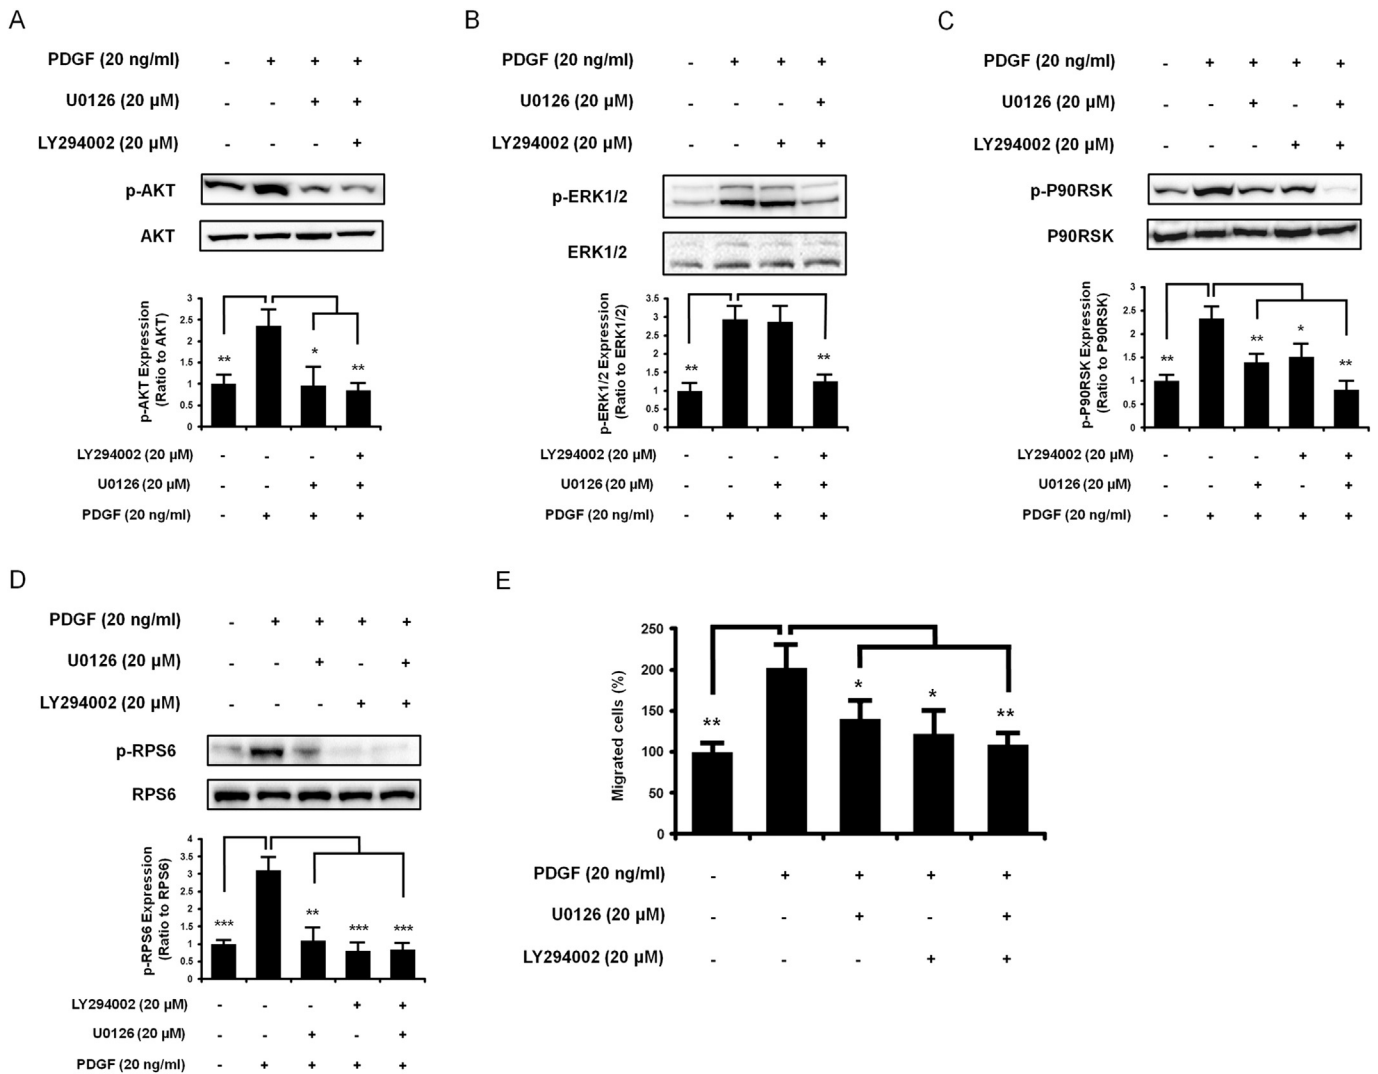 A
PDGF (20 ng/ml) - + + +
U0126 (20 µM) - - + +
LY294002 (20 µM) - - - +
p-AKT
AKT
p-AKT Expression
(Ratio to AKT)
3
2.5
2
1.5
1
0.5
0
** * **
LY294002 (20 µM) - - - +
U0126 (20 µM) - - + +
PDGF (20 ng/ml) - + + +
B
PDGF (20 ng/ml) - + + +
U0126 (20 µM) - - - +
LY294002 (20 µM) - - + +
p-ERK1/2
ERK1/2
p-ERK1/2 Expression
(Ratio to ERK1/2)
3.5
3
2.5
2
1.5
1
0.5
0
** **
LY294002 (20 µM) - - - +
U0126 (20 µM) - - + +
PDGF (20 ng/ml) - + + +
C
PDGF (20 ng/ml) - + + + +
U0126 (20 µM) - - + - +
LY294002 (20 µM) - - - + +
p-P90RSK
P90RSK
p-P90RSK Expression
(Ratio to P90RSK)
3
2.5
2
1.5
1
0.5
0
** ** * **
LY294002 (20 µM) - - - + +
U0126 (20 µM) - - + - +
PDGF (20 ng/ml) - + + + +
D
PDGF (20 ng/ml) - + + + +
U0126 (20 µM) - - + - +
LY294002 (20 µM) - - - + +
p-RPS6
RPS6
p-RPS6 Expression
(Ratio to RPS6)
4
3.5
3
2.5
2
1.5
1
0.5
0
*** ** *** ***
LY294002 (20 µM) - - - + +
U0126 (20 µM) - - + - +
PDGF (20 ng/ml) - + + + +
E
Migrated cells (%)
250
200
150
100
50
0
** * * **
PDGF (20 ng/ml) - + + + +
U0126 (20 µM) - - + - +
LY294002 (20 µM) - - - + +